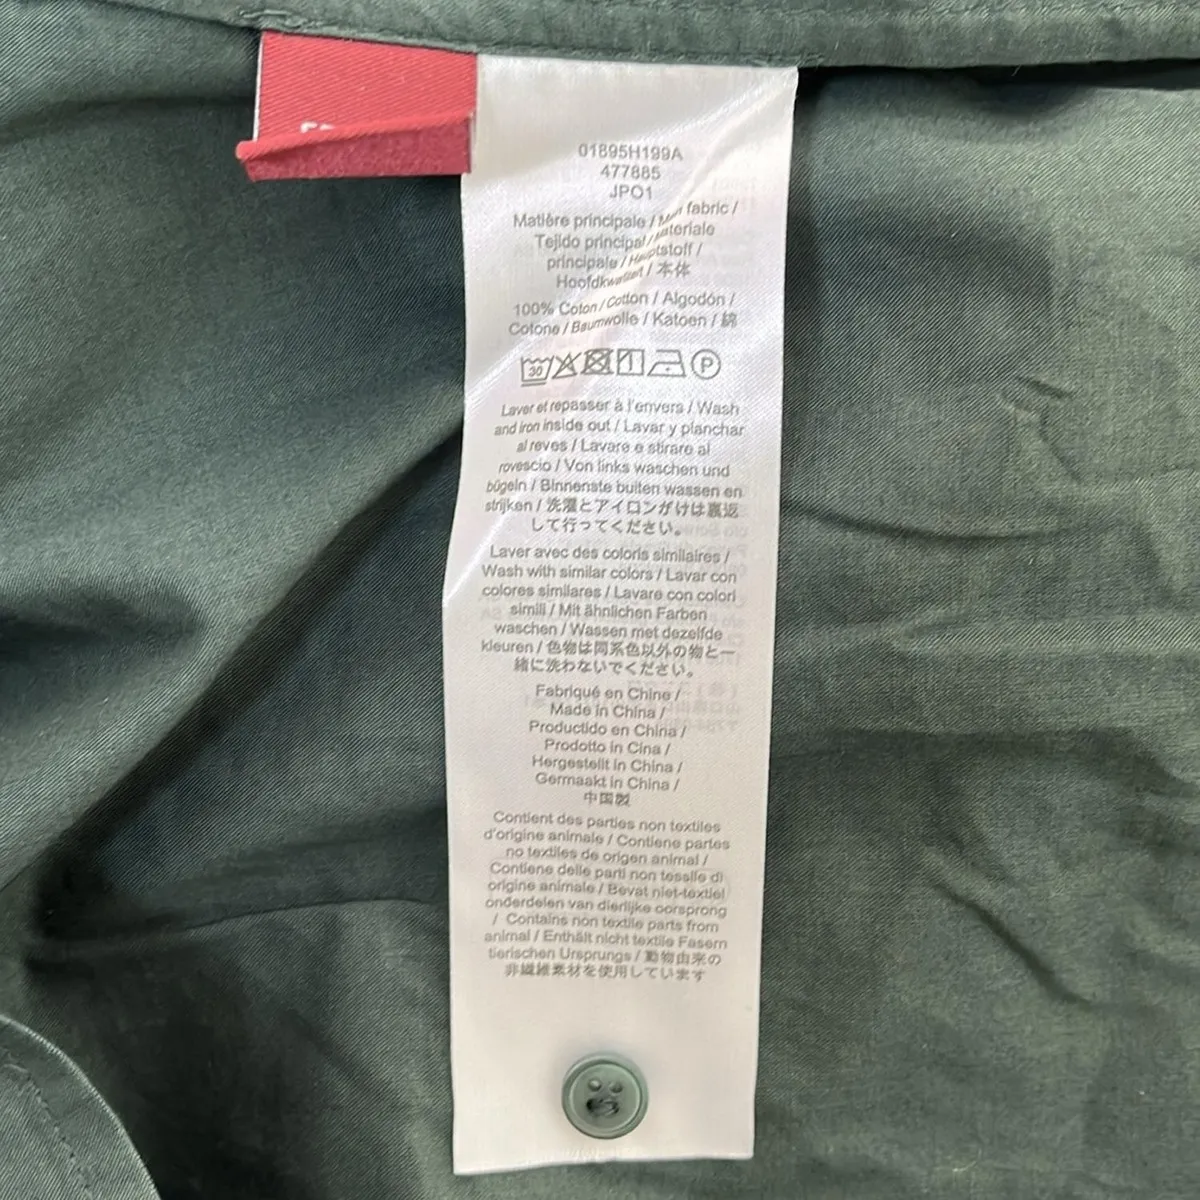 01895H199A
477885
JPO1
Matière principale / Main fabric /
Tejido principal / Materiale
principale / Hauptstoff /
Hoofdkwaliteit / 本体
100% Coton / Cotton / Algodón /
Cotone / Baumwolle / Katoen / 綿
30 P
Laver et repasser à l'envers / Wash
and iron inside out / Lavar y planchar
al reves / Lavare e stirare al
rovescio / Von links waschen und
bügeln / Binnenste buiten wassen en
strijken / 洗濯とアイロンがけは裏返
して行ってください。
Laver avec des coloris similaires /
Wash with similar colors / Lavar con
colores similares / Lavare con colori
simili / Mit ähnlichen Farben
waschen / Wassen met dezelfde
kleuren / 色物は同系色以外の物と一
緒に洗わないでください。
Fabriqué en Chine /
Made in China /
Productido en China /
Prodotto in Cina /
Hergestellt in China /
Germaakt in China /
中国製
Contient des parties non textiles
d'origine animale / Contiene partes
no textiles de origen animal /
Contiene delle parti non tessile di
origine animale / Bevat niet-textiel
onderdelen van dierlijke oorsprong
/ Contains non textile parts from
animal / Enthält nicht textile Fasern
tierischen Ursprungs / 動物由来の
非繊維素材を使用しています